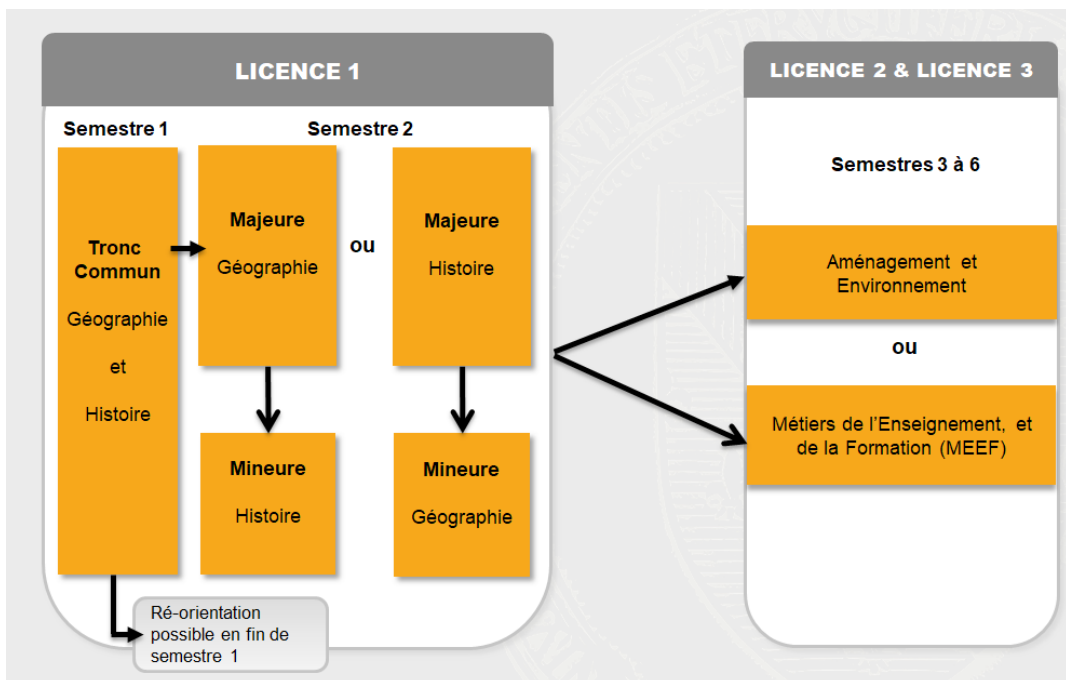 LICENCE 1
Semestre 1
Semestre 2
Tronc
Commun
Géographie
et
Histoire
Majeure
Géographie
ou
Majeure
Histoire
Mineure
Histoire
Mineure
Géographie
Ré-orientation
possible en fin de
semestre 1
LICENCE 2 & LICENCE 3
Semestres 3 à 6
Aménagement et
Environnement
ou
Métiers de l'Enseignement, et
de la Formation (MEEF)